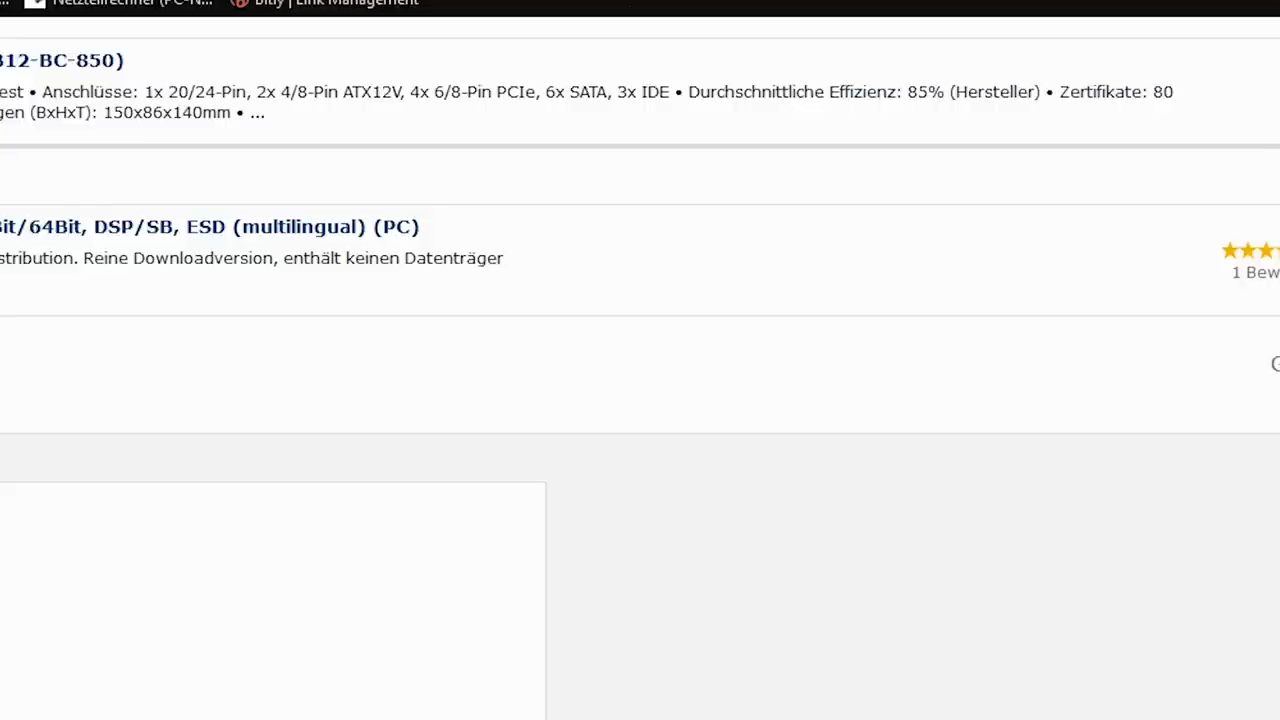 Netzteilrechner (PC-N... Bitly | Link Management
312-BC-850)
est • Anschlüsse: 1x 20/24-Pin, 2x 4/8-Pin ATX12V, 4x 6/8-Pin PCIe, 6x SATA, 3x IDE • Durchschnittliche Effizienz: 85% (Hersteller) • Zertifikate: 80
gen (BxHxT): 150x86x140mm • ...
Bit/64Bit, DSP/SB, ESD (multilingual) (PC)
stribution. Reine Downloadversion, enthält keinen Datenträger
1 Bew
G